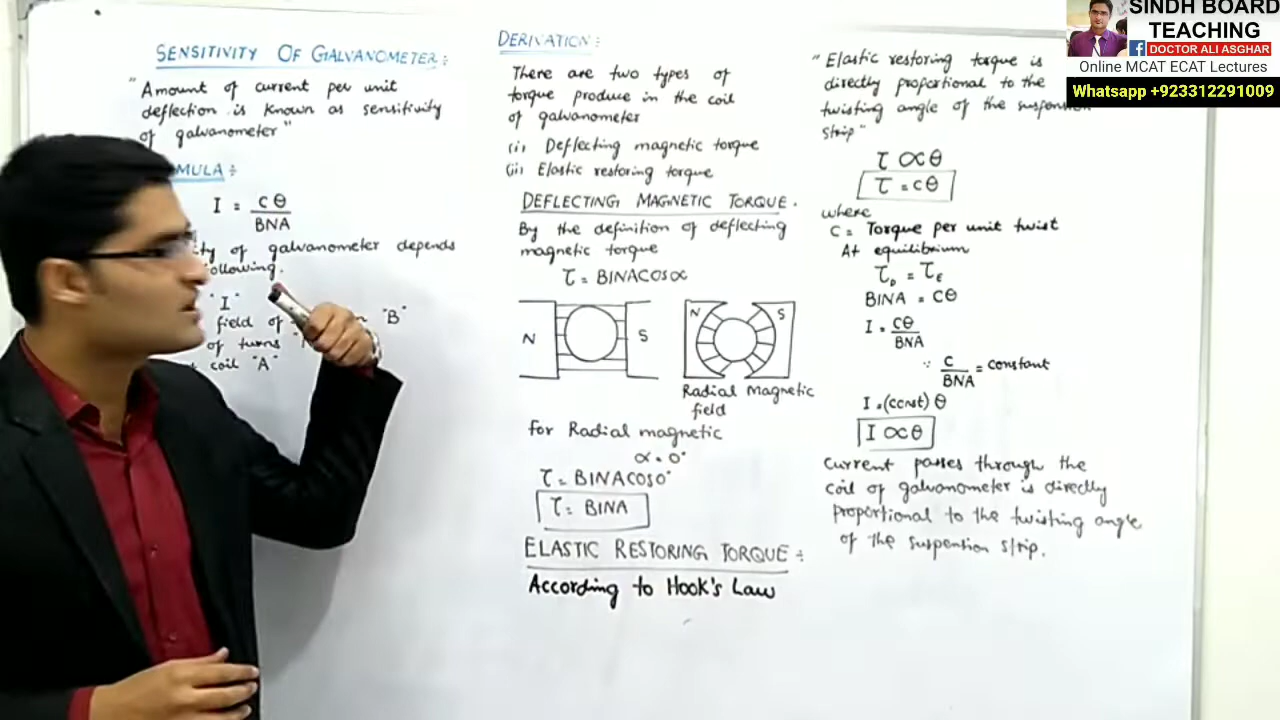 SENSITIVITY OF GALVANOMETER:
"Amount of current per unit
deflection is known as sensitivity
of galvanometer"
MULA:
I = cθ
BNA
ty of galvanometer depends
following.
"I"
field of "B"
of turns
coil "A"
DERIVATION:
There are two types of
torque produce in the coil
of galvanometer
(i) Deflecting magnetic torque
(ii) Elastic restoring torque
DEFLECTING MAGNETIC TORQUE.
By the definition of deflecting
magnetic torque
τ = BINACOSα
N S
N S
Radial Magnetic
field
for Radial magnetic
α = 0°
τ = BINACOS0°
τ = BINA
ELASTIC RESTORING TORQUE:
According to Hook's Law
"Elastic restoring torque is
directly proportional to the
twisting angle of the suspension
strip"
τ ∝ θ
τ = cθ
where
C = Torque per unit twist
At equilibrium
τD = τE
BINA = Cθ
I = cθ
BNA
∵ C = constant
BNA
I = (const) θ
I ∝ θ
Current passes through the
coil of galvanometer is directly
proportional to the twisting angle
of the suspension strip.
SINDH BOARD
TEACHING
f DOCTOR ALI ASGHAR
Online MCAT ECAT Lectures
Whatsapp +923312291009